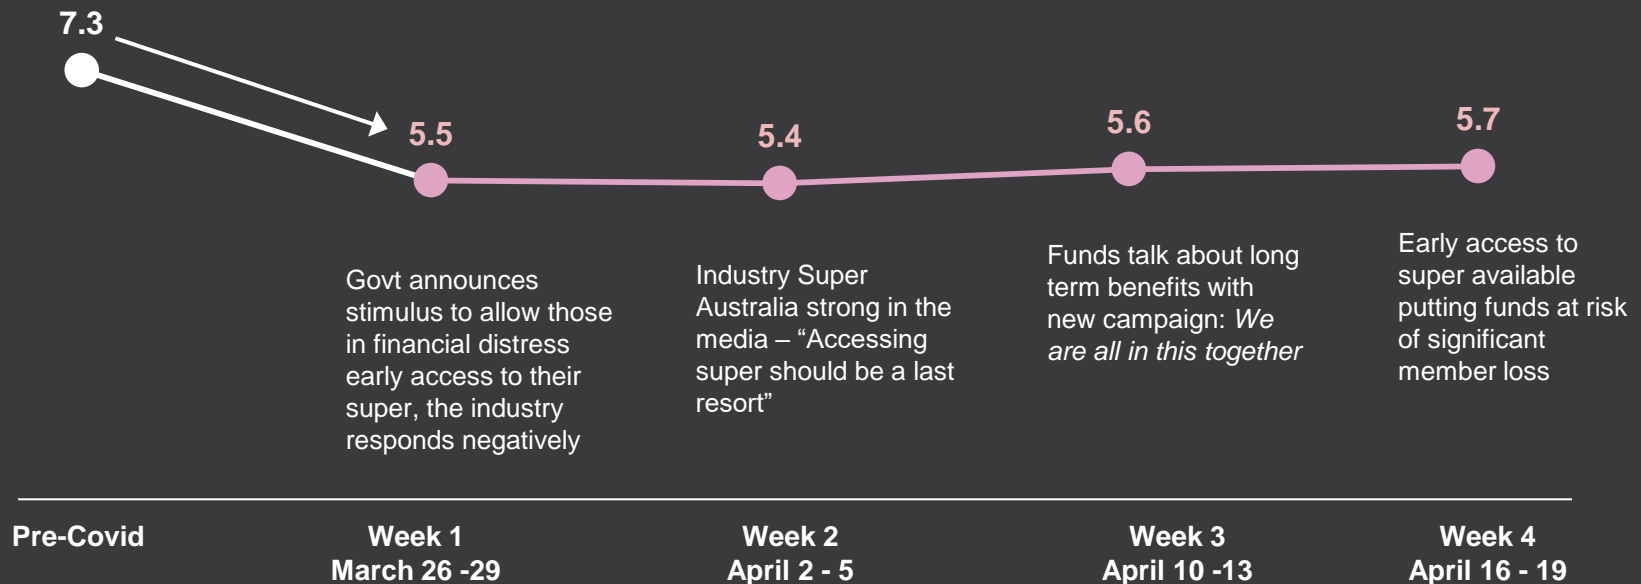 7.3
5.5
5.4
5.6
5.7
Govt announces
stimulus to allow those
in financial distress
early access to their
super, the industry
responds negatively
Industry Super
Australia strong in the
media – “Accessing
super should be a last
resort”
Funds talk about long
term benefits with
new campaign: We
are all in this together
Early access to
super available
putting funds at risk
of significant
member loss
Pre-Covid
Week 1
March 26 -29
Week 2
April 2 - 5
Week 3
April 10 -13
Week 4
April 16 - 19